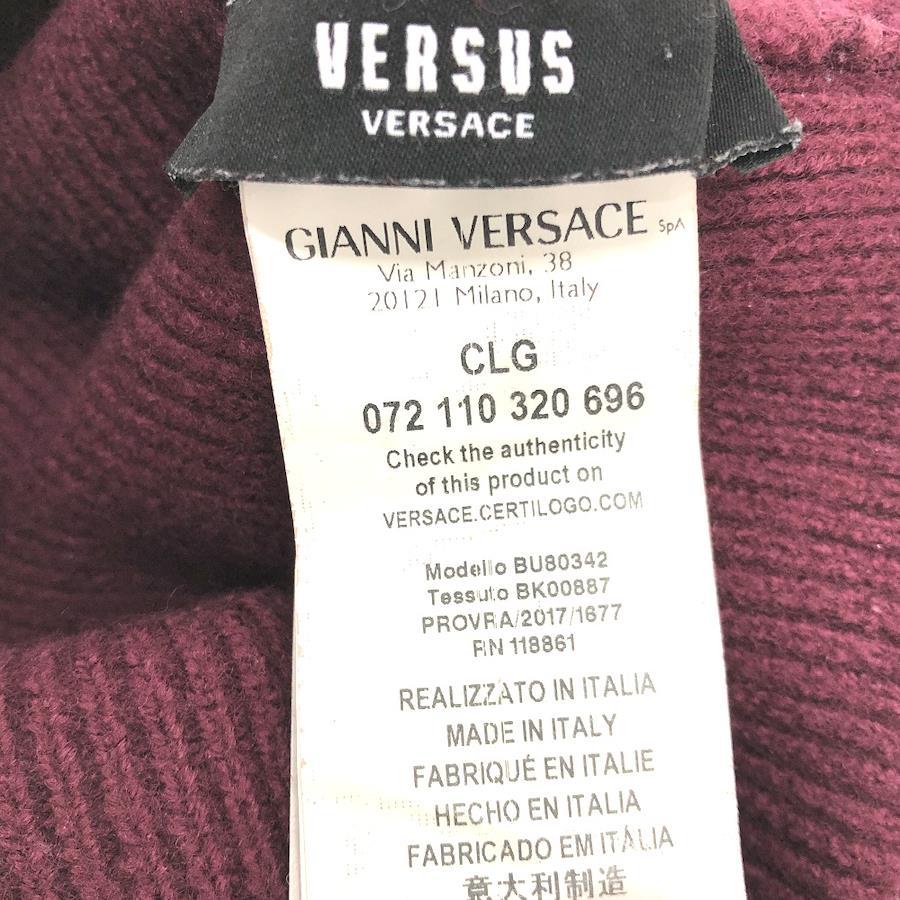 VERSUS
VERSACE
GIANNI VERSACE SpA
Via Manzoni, 38
20121 Milano, Italy
CLG
072 110 320 696
Check the authenticity
of this product on
VERSACE.CERTILOGO.COM
Modello BU80342
Tessuto BK00887
PROVRA/2017/1677
RN 118861
REALIZZATO IN ITALIA
MADE IN ITALY
FABRIQUÉ EN ITALIE
HECHO EN ITALIA
FABRICADO EM ITÀLIA
意大利制造